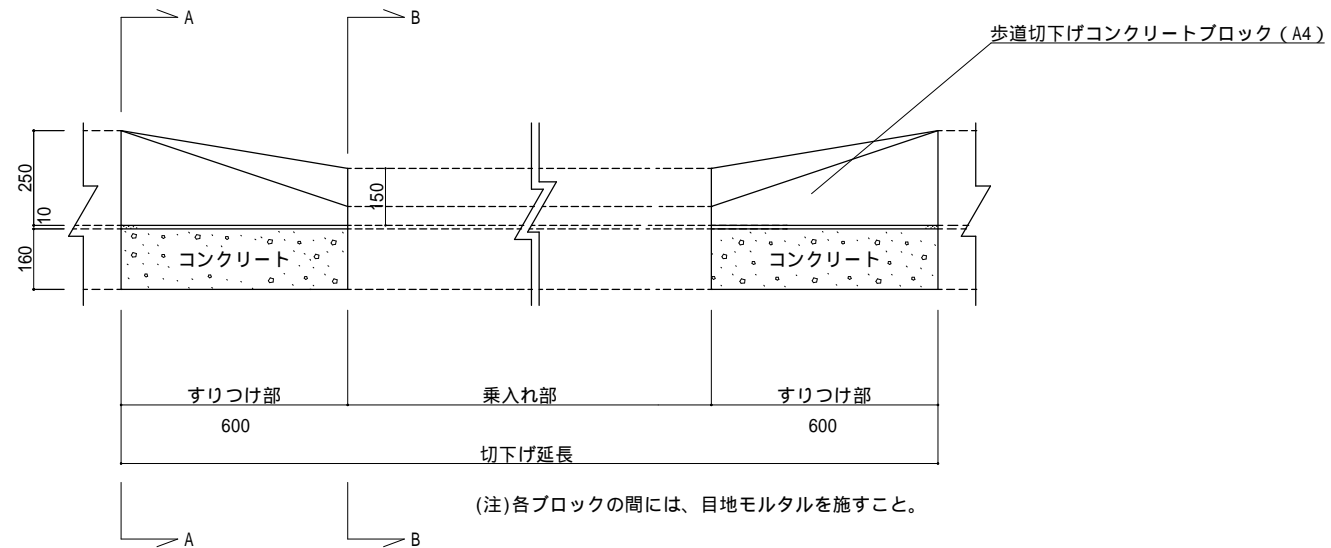 A
B
歩道切下げコンクリートブロック（A4）
250
10
160
150
コンクリート
コンクリート
すりつけ部
乗入れ部
すりつけ部
600
600
切下げ延長
(注)各ブロックの間には、目地モルタルを施すこと。
A
B